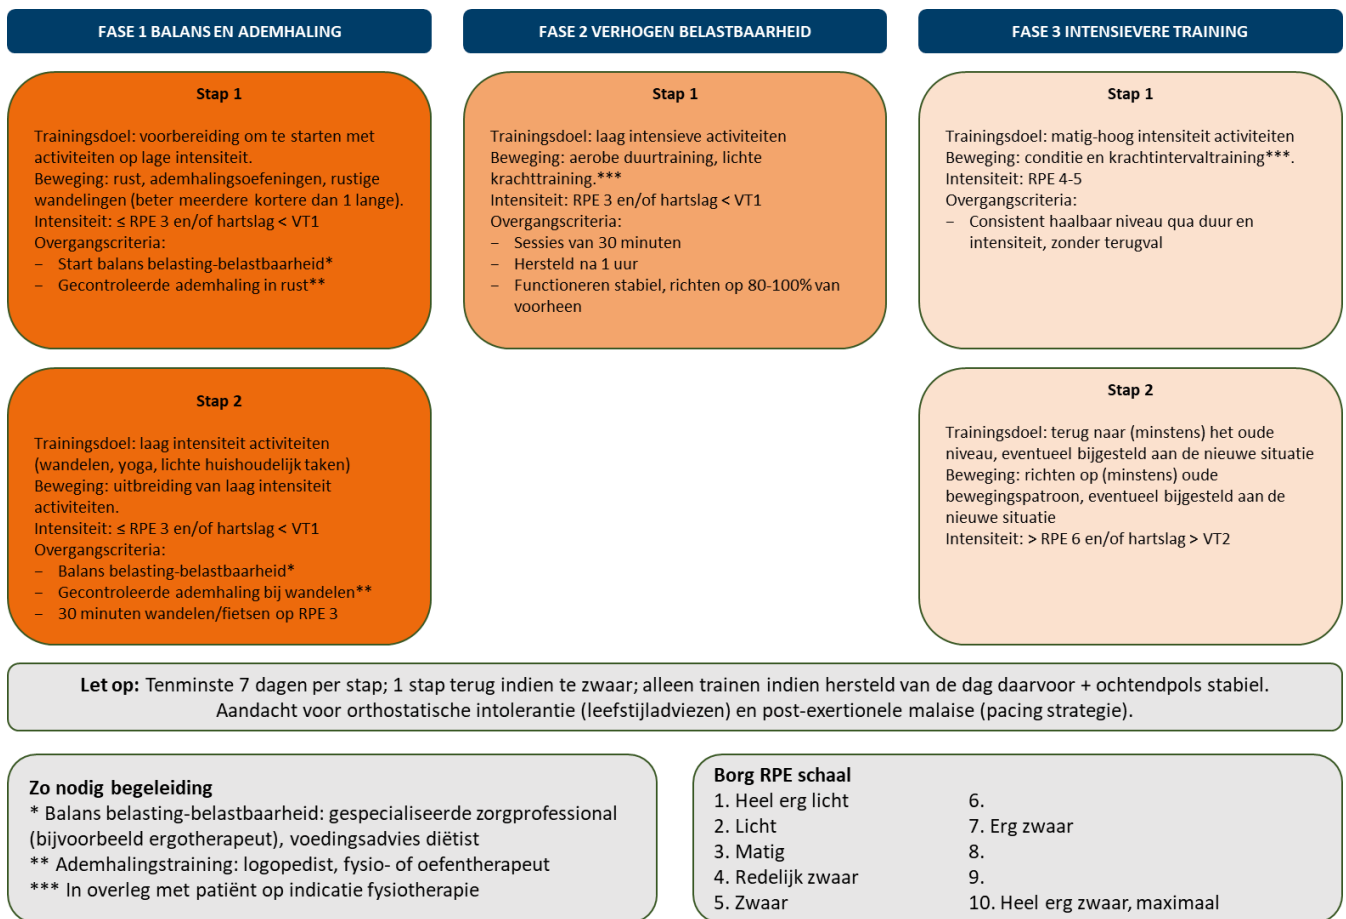 FASE 1 BALANS EN ADEMHALING
Stap 1
Trainingsdoel: voorbereiding om te starten met
activiteiten op lage intensiteit.
Beweging: rust, ademhalingsoefeningen, rustige
wandelingen (beter meerdere kortere dan 1 lange).
Intensiteit: ≤ RPE 3 en/of hartslag < VT1
Overgangscriteria:
− Start balans belasting-belastbaarheid*
− Gecontroleerde ademhaling in rust**
Stap 2
Trainingsdoel: laag intensiteit activiteiten
(wandelen, yoga, lichte huishoudelijk taken)
Beweging: uitbreiding van laag intensiteit
activiteiten.
Intensiteit: ≤ RPE 3 en/of hartslag < VT1
Overgangscriteria:
− Balans belasting-belastbaarheid*
− Gecontroleerde ademhaling bij wandelen**
− 30 minuten wandelen/fietsen op RPE 3
FASE 2 VERHOGEN BELASTBAARHEID
Stap 1
Trainingsdoel: laag intensieve activiteiten
Beweging: aerobe duurtraining, lichte
krachttraining.***
Intensiteit: RPE 3 en/of hartslag < VT1
Overgangscriteria:
− Sessies van 30 minuten
− Hersteld na 1 uur
− Functioneren stabiel, richten op 80-100% van
voorheen
FASE 3 INTENSIEVERE TRAINING
Stap 1
Trainingsdoel: matig-hoog intensiteit activiteiten
Beweging: conditie en krachtintervaltraining***.
Intensiteit: RPE 4-5
Overgangscriteria:
− Consistent haalbaar niveau qua duur en
intensiteit, zonder terugval
Stap 2
Trainingsdoel: terug naar (minstens) het oude
niveau, eventueel bijgesteld aan de nieuwe situatie
Beweging: richten op (minstens) oude
bewegingspatroon, eventueel bijgesteld aan de
nieuwe situatie
Intensiteit: > RPE 6 en/of hartslag > VT2
Let op: Tenminste 7 dagen per stap; 1 stap terug indien te zwaar; alleen trainen indien hersteld van de dag daarvoor + ochtendpols stabiel.
Aandacht voor orthostatische intolerantie (leefstijladviezen) en post-exertionele malaise (pacing strategie).
Zo nodig begeleiding
* Balans belasting-belastbaarheid: gespecialiseerde zorgprofessional
(bijvoorbeeld ergotherapeut), voedingsadvies diëtist
** Ademhalingstraining: logopedist, fysio- of oefentherapeut
*** In overleg met patiënt op indicatie fysiotherapie
Borg RPE schaal
1. Heel erg licht
2. Licht
3. Matig
4. Redelijk zwaar
5. Zwaar
6.
7. Erg zwaar
8.
9.
10. Heel erg zwaar, maximaal